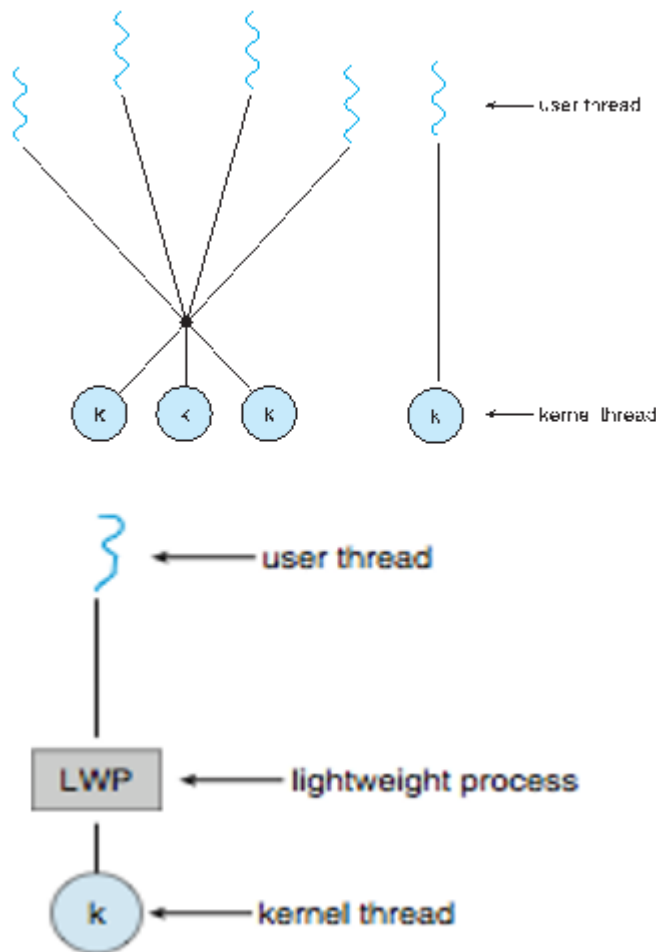 user thread
k k k k
kernel thread
user thread
LWP
lightweight process
k
kernel thread